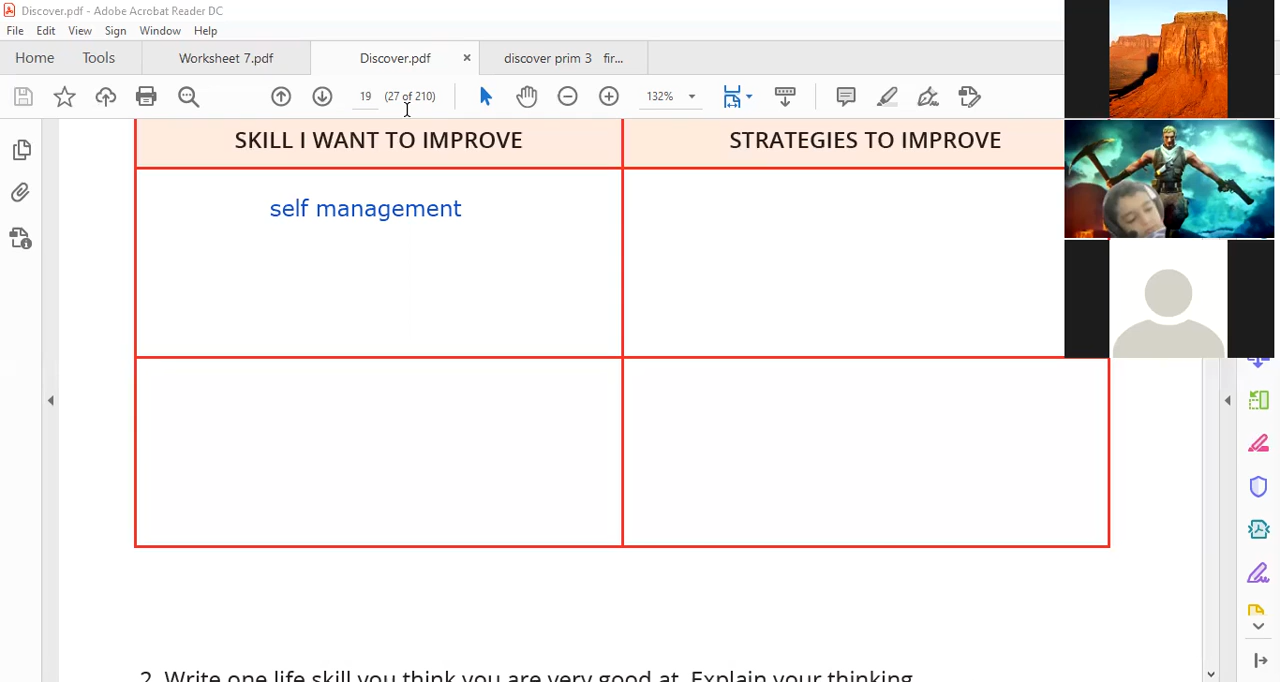 Discover.pdf - Adobe Acrobat Reader DC
File Edit View Sign Window Help
Home Tools Worksheet 7.pdf Discover.pdf × discover prim 3 fir...
19 (27 of 210) 132%
SKILL I WANT TO IMPROVE STRATEGIES TO IMPROVE
self management
2. Write one life skill you think you are very good at. Explain your thinking.